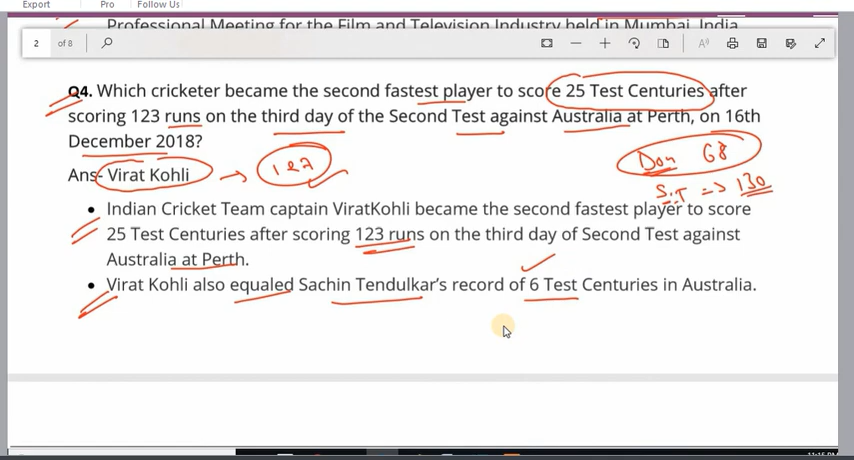 Export Pro Follow Us
Professional Meeting for the Film and Television Industry held in Mumbai, India
2 of 8
Q4. Which cricketer became the second fastest player to score 25 Test Centuries after
scoring 123 runs on the third day of the Second Test against Australia at Perth, on 16th
December 2018?
Don 68
Ans- Virat Kohli → 127
S.T => 130
• Indian Cricket Team captain ViratKohli became the second fastest player to score
25 Test Centuries after scoring 123 runs on the third day of Second Test against
Australia at Perth.
• Virat Kohli also equaled Sachin Tendulkar's record of 6 Test Centuries in Australia.